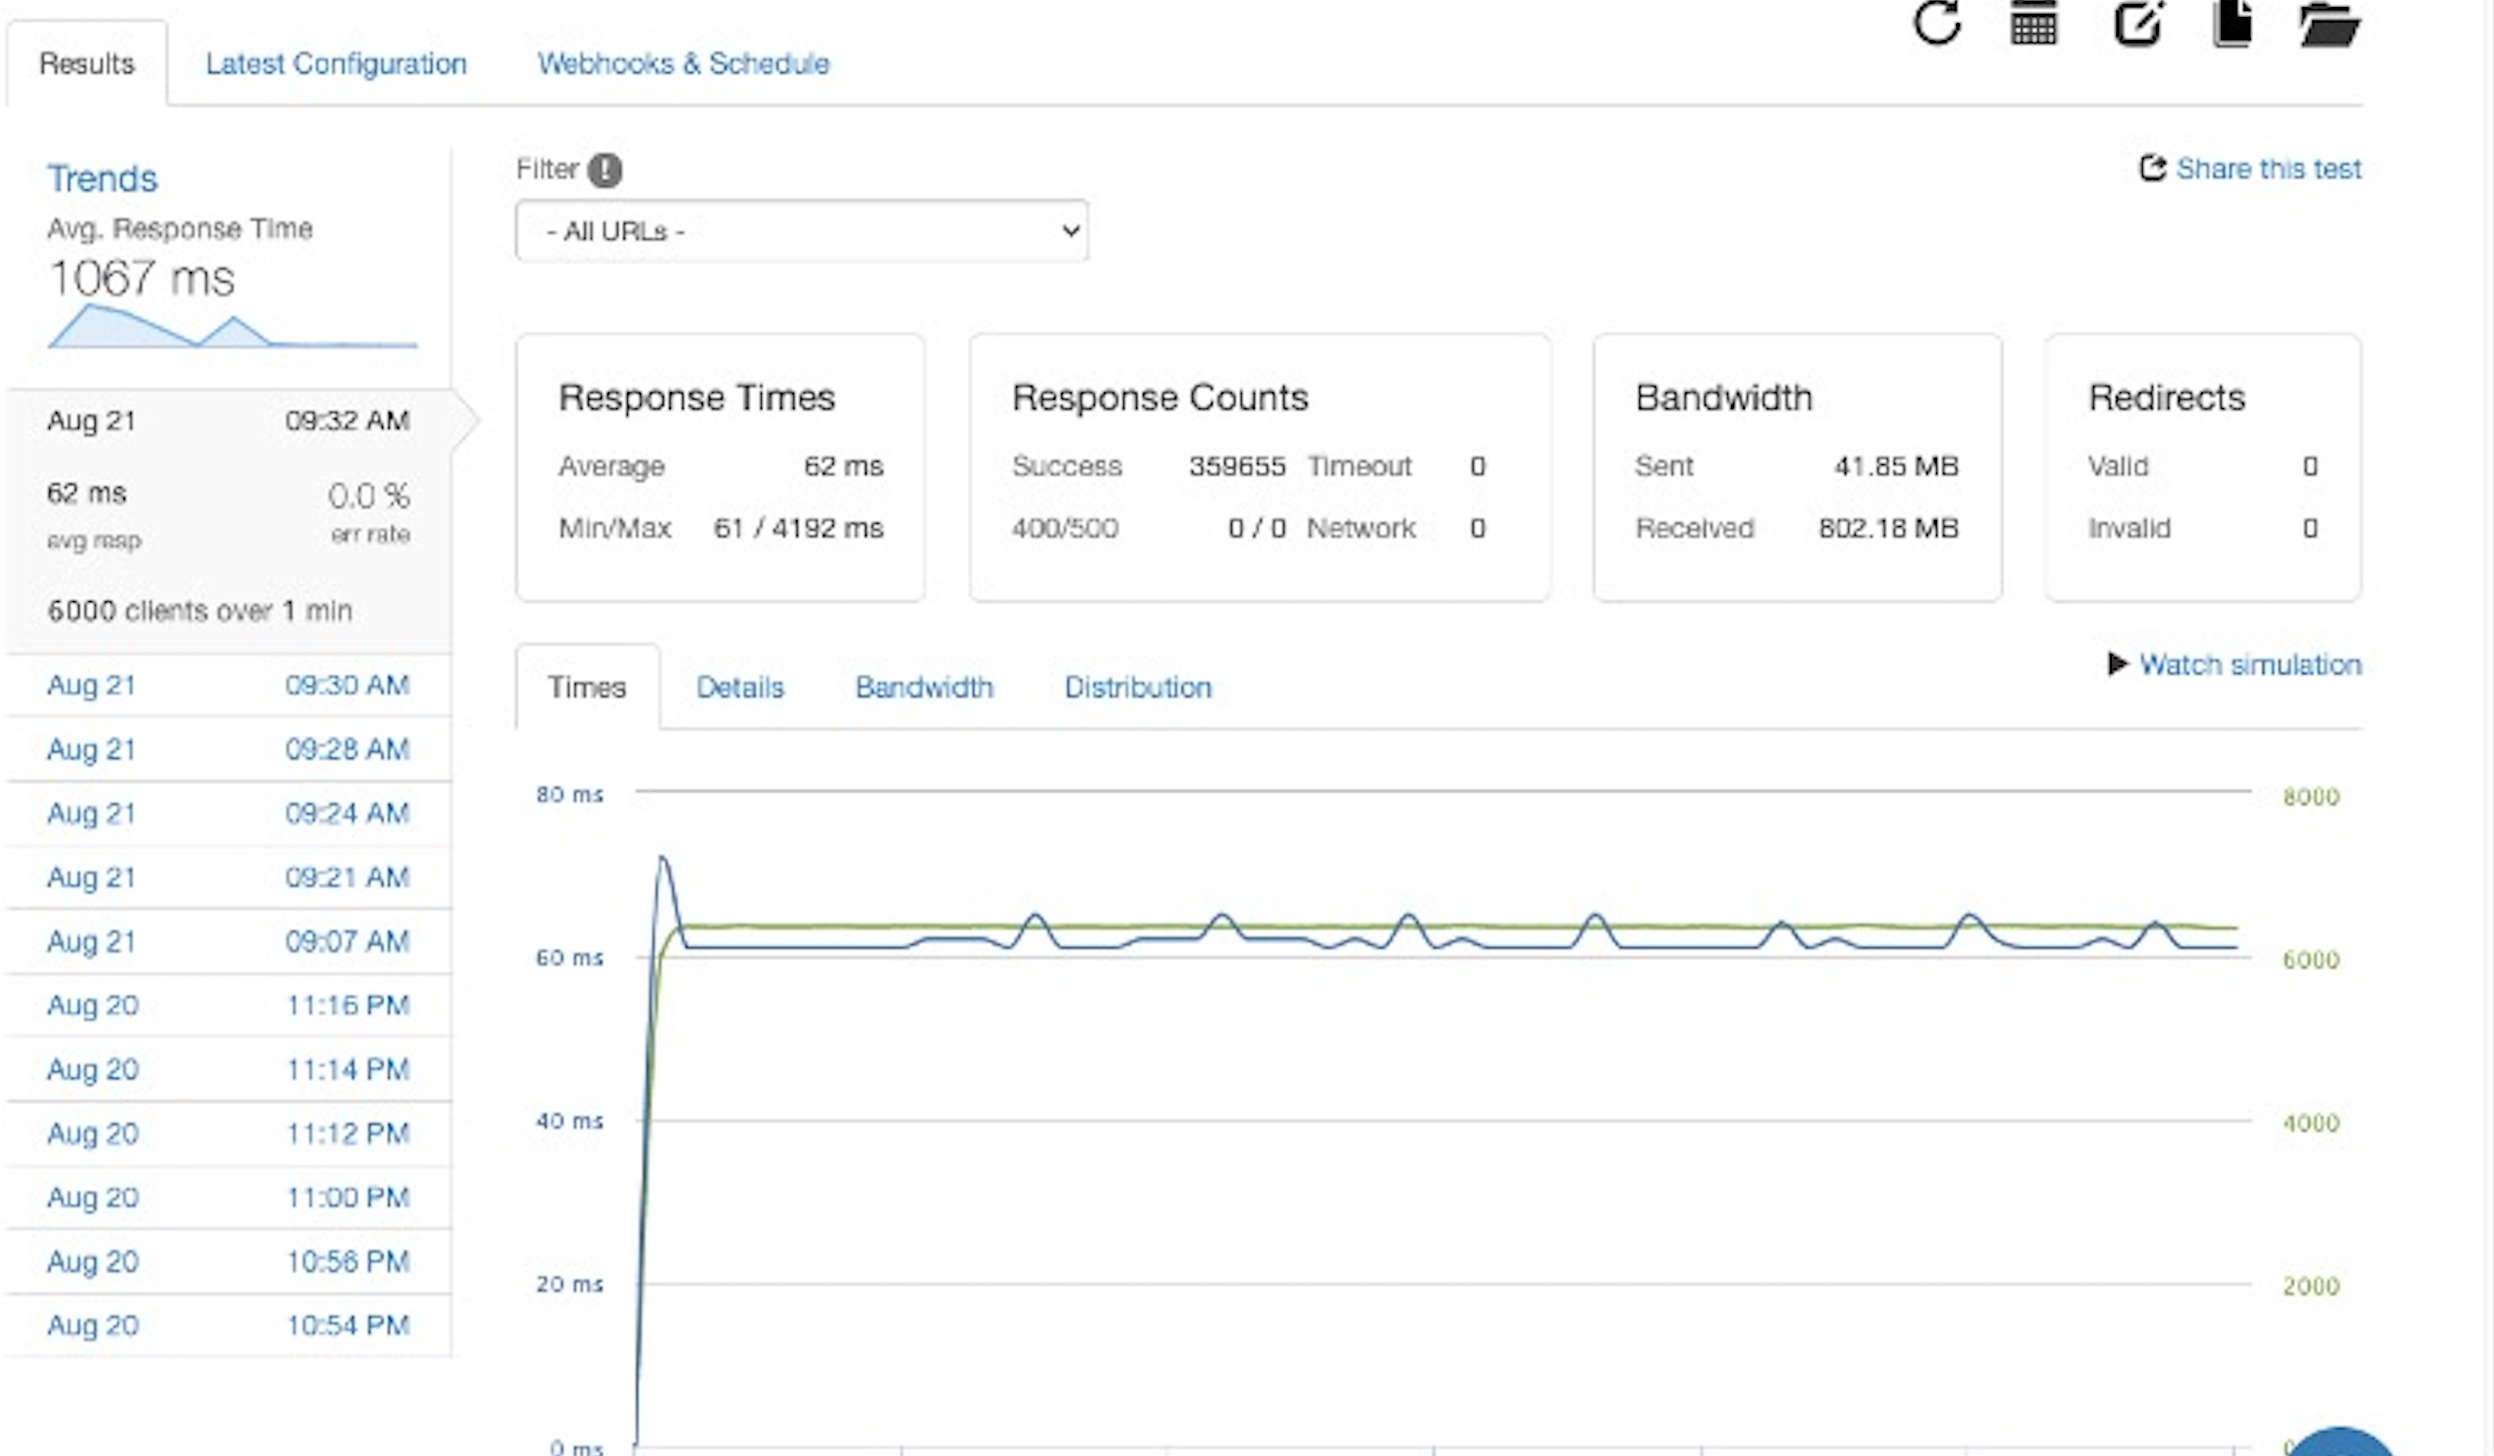 Results Latest Configuration Webhooks & Schedule
Trends
Avg. Response Time
1067 ms
Aug 21 09:32 AM
62 ms 0.0 %
avg resp err rate
6000 clients over 1 min
Aug 21 09:30 AM
Aug 21 09:28 AM
Aug 21 09:24 AM
Aug 21 09:21 AM
Aug 21 09:07 AM
Aug 20 11:16 PM
Aug 20 11:14 PM
Aug 20 11:12 PM
Aug 20 11:00 PM
Aug 20 10:56 PM
Aug 20 10:54 PM
Filter !
Share this test
- All URLs -
Response Times
Average 62 ms
Min/Max 61 / 4192 ms
Response Counts
Success 359655 Timeout 0
400/500 0 / 0 Network 0
Bandwidth
Sent 41.85 MB
Received 802.18 MB
Redirects
Valid 0
Invalid 0
Times Details Bandwidth Distribution
Watch simulation
80 ms 8000
60 ms 6000
40 ms 4000
20 ms 2000
0 ms 0